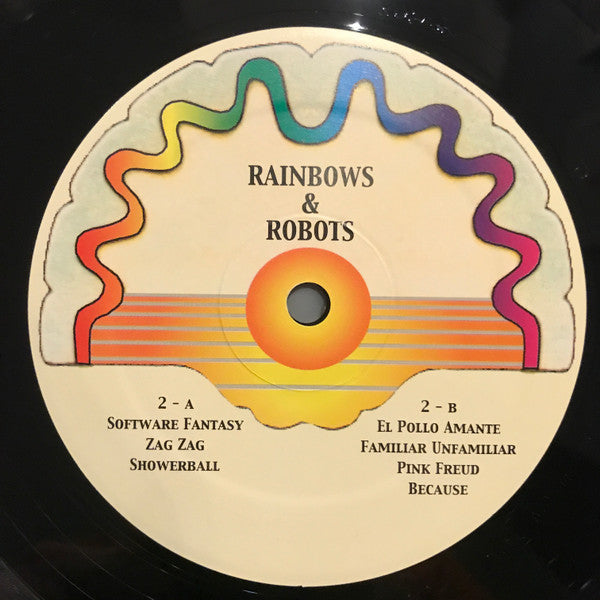 RAINBOWS
&
ROBOTS
2 - A
SOFTWARE FANTASY
ZAG ZAG
SHOWERBALL
2 - B
EL POLLO AMANTE
FAMILIAR UNFAMILIAR
PINK FREUD
BECAUSE